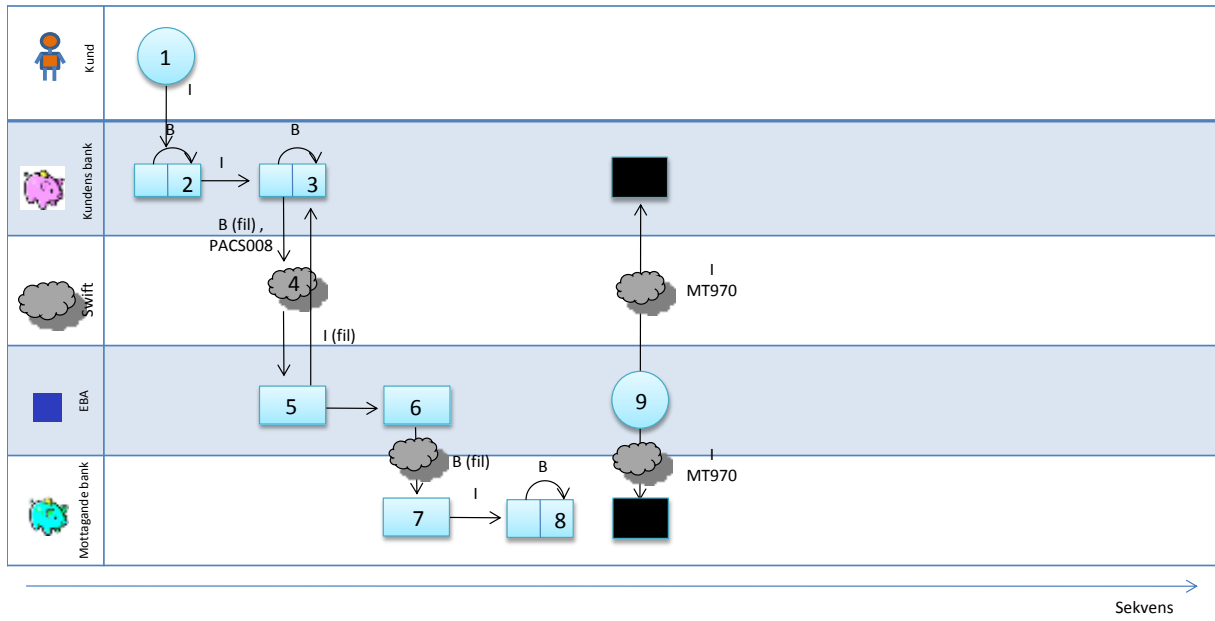 Kund
1
I
Kundens bank
B
2
I
B
3
B (fil) ,
PACS008
Swift
4
I
MT970
I (fil)
EBA
5
6
9
B (fil)
I
MT970
Mottagande bank
7
I
B
8
Sekvens